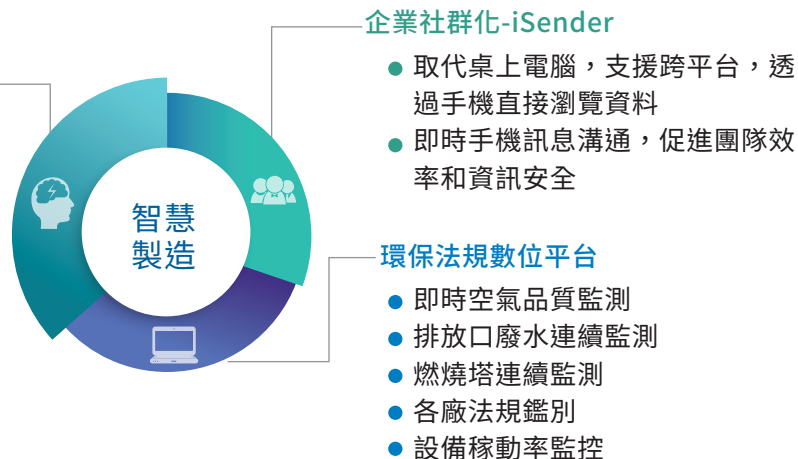 智慧
製造
企業社群化-iSender
取代桌上電腦，支援跨平台，透
過手機直接瀏覽資料
即時手機訊息溝通，促進團隊效
率和資訊安全
環保法規數位平台
即時空氣品質監測
排放口廢水連續監測
燃燒塔連續監測
各廠法規鑑別
設備稼動率監控